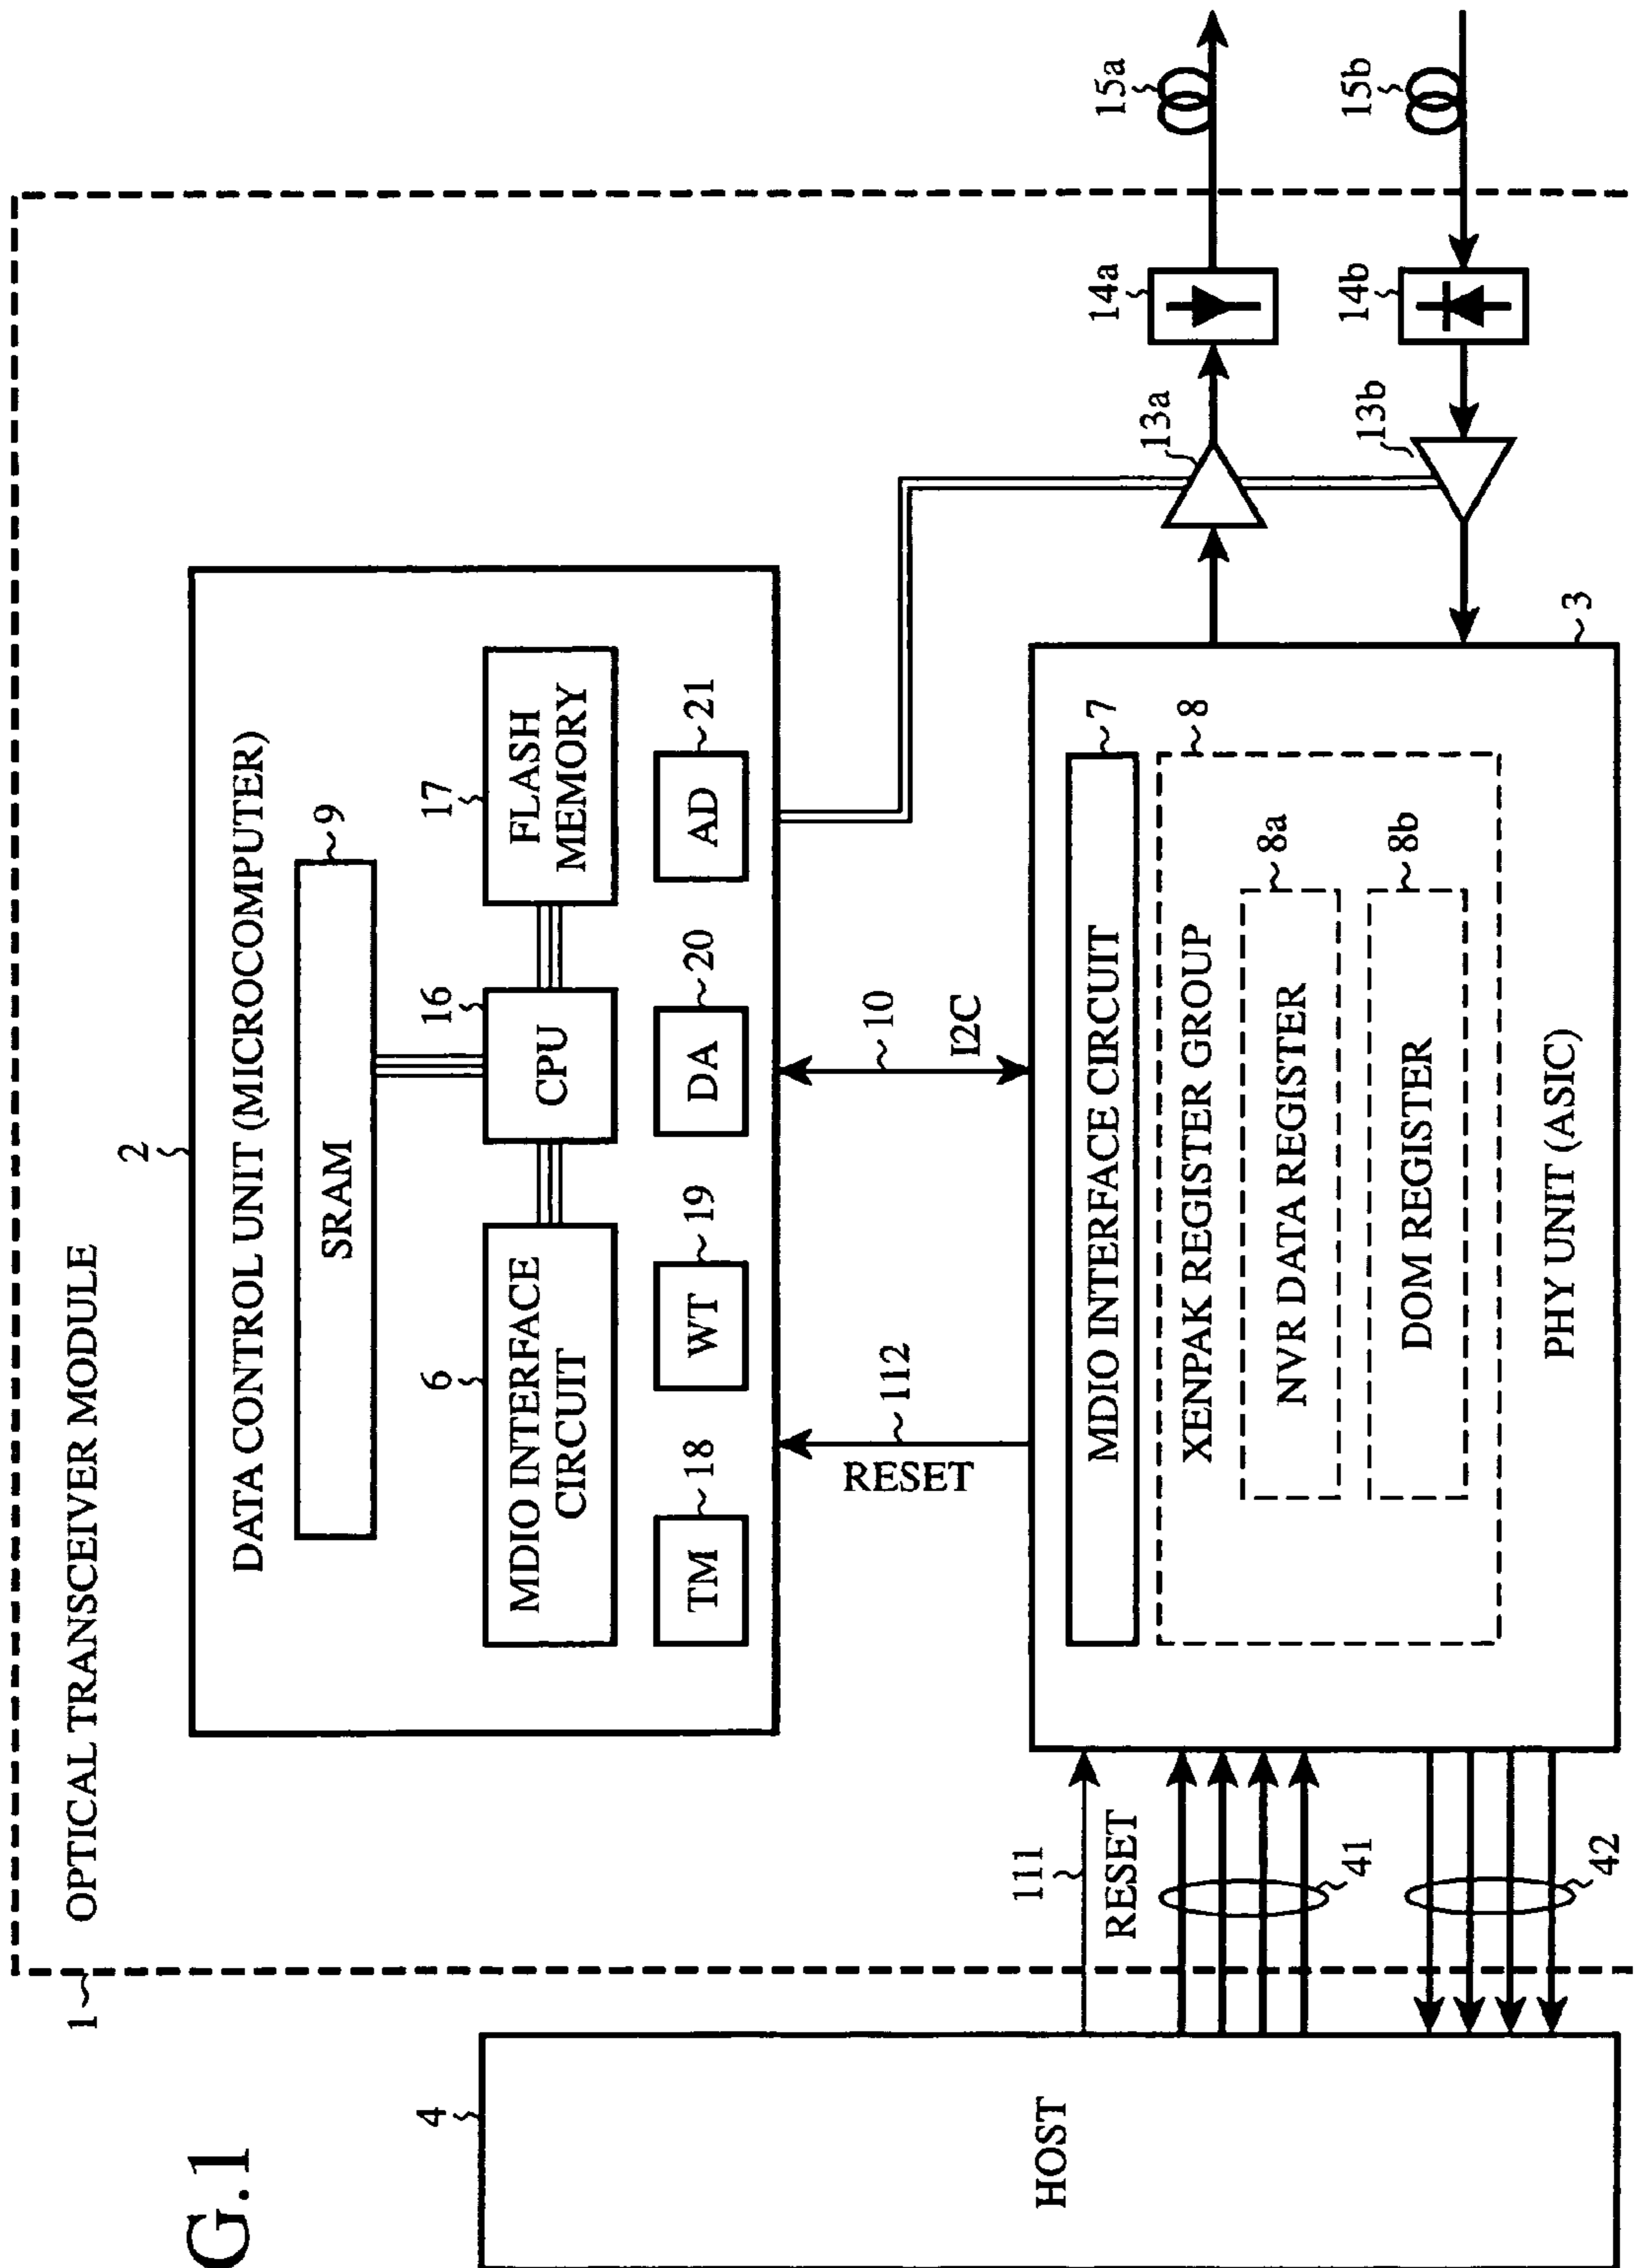 G.1
1
OPTICAL TRANSCEIVER MODULE
2
DATA CONTROL UNIT (MICROCOMPUTER)
9
SRAM
6
MDIO INTERFACE
CIRCUIT
16
CPU
17
FLASH
MEMORY
18
TM
19
WT
20
DA
21
AD
112
RESET
10
I2C
4
HOST
111
RESET
41
42
7
MDIO INTERFACE CIRCUIT
8
XENPAK REGISTER GROUP
8a
NVR DATA REGISTER
8b
DOM REGISTER
PHY UNIT (ASIC)
3
13a
14a
15a
13b
14b
15b